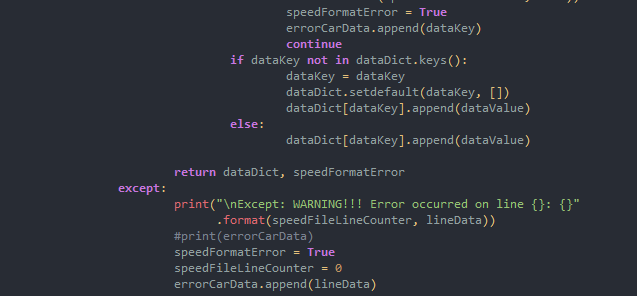 speedFormatError = True
errorCarData.append(dataKey)
continue
if dataKey not in dataDict.keys():
dataKey = dataKey
dataDict.setdefault(dataKey, [])
dataDict[dataKey].append(dataValue)
else:
dataDict[dataKey].append(dataValue)
return dataDict, speedFormatError
except:
print("\nExcept: WARNING!!! Error occurred on line {}: {}"
.format(speedFileLineCounter, lineData))
#print(errorCarData)
speedFormatError = True
speedFileLineCounter = 0
errorCarData.append(lineData)